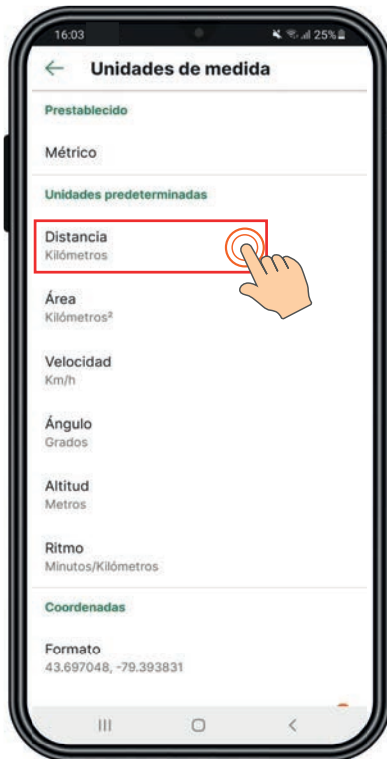 16:03
25%
Unidades de medida
Prestablecido
Métrico
Unidades predeterminadas
Distancia
Kilómetros
Área
Kilómetros²
Velocidad
Km/h
Ángulo
Grados
Altitud
Metros
Ritmo
Minutos/Kilómetros
Coordenadas
Formato
43.697048, -79.393831